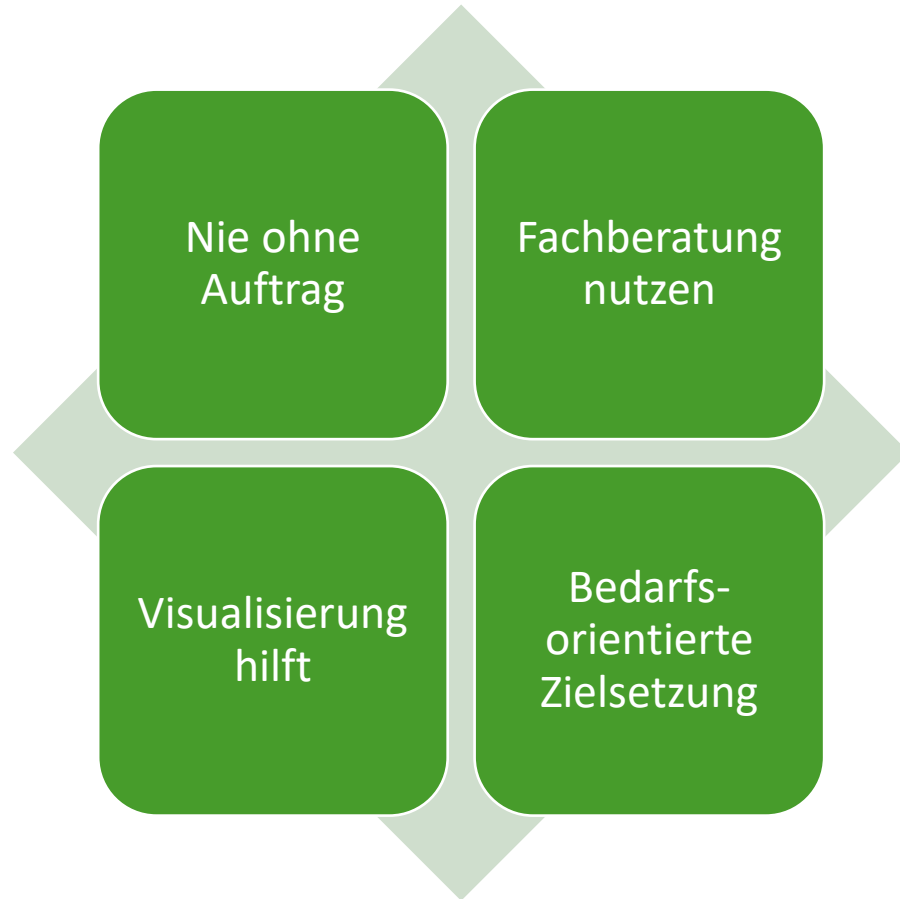 Nie ohne
Auftrag
Fachberatung
nutzen
Visualisierung
hilft
Bedarfs-
orientierte
Zielsetzung